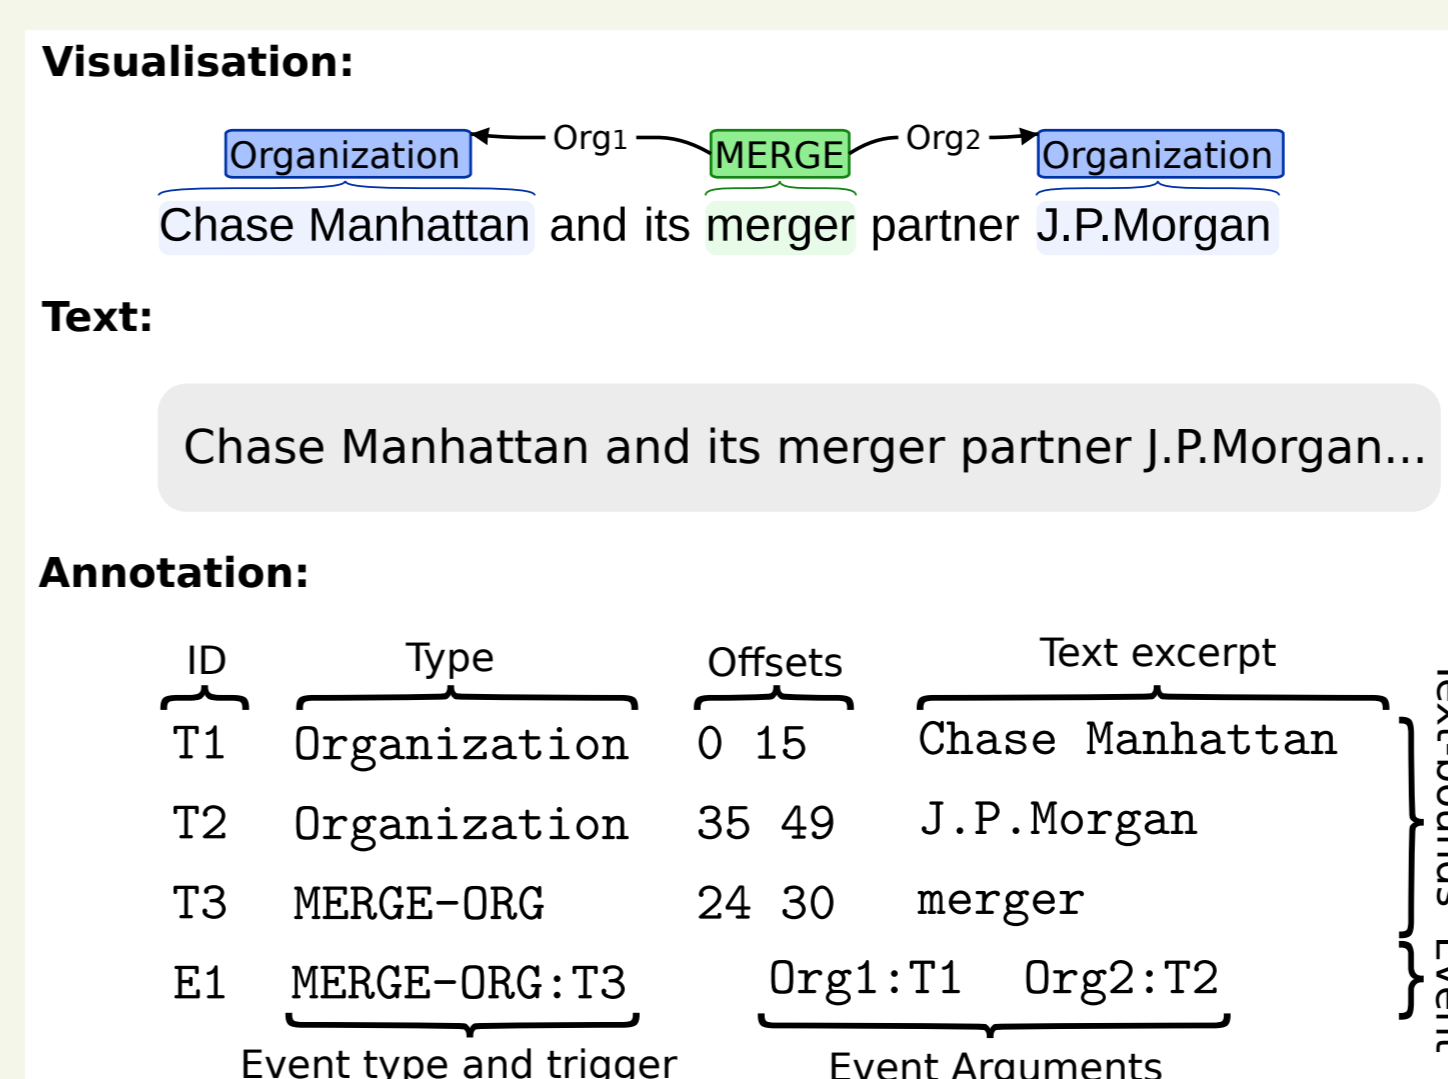 Visualisation:
Organization Org1 MERGE Org2 Organization
Chase Manhattan and its merger partner J.P.Morgan
Text:
Chase Manhattan and its merger partner J.P.Morgan...
Annotation:
ID Type Offsets Text excerpt
T1 Organization 0 15 Chase Manhattan
T2 Organization 35 49 J.P.Morgan
T3 MERGE-ORG 24 30 merger
E1 MERGE-ORG:T3 Org1:T1 Org2:T2
Event type and trigger Event Arguments
Text-bounds
Event